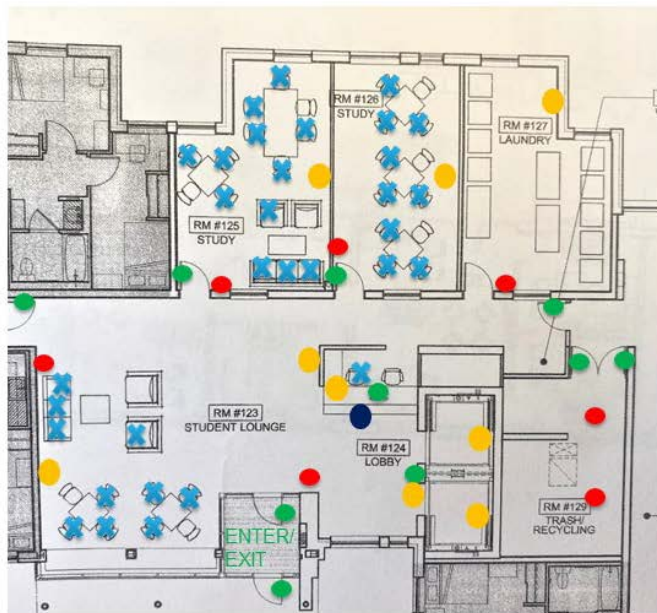 RM #126
STUDY
RM #127
LAUNDRY
RM #125
STUDY
RM #123
STUDENT LOUNGE
RM #124
LOBBY
ENTER/
EXIT
RM #129
TRASH/
RECYCLING